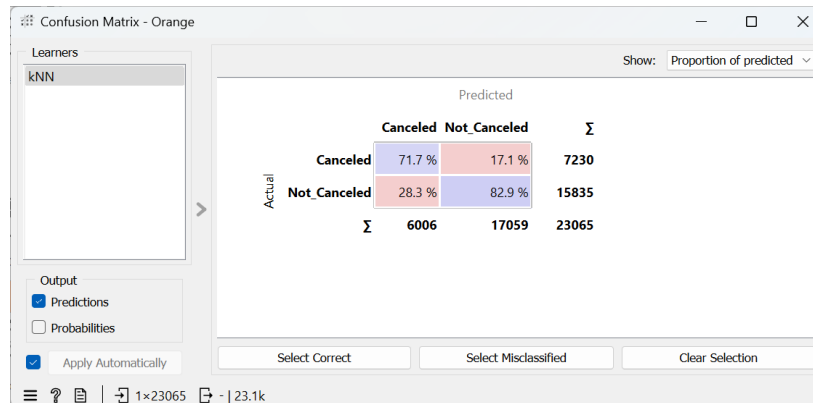 Confusion Matrix - Orange
Learners
kNN
Show: Proportion of predicted
Predicted
Canceled Not_Canceled Σ
Actual
Canceled 71.7 % 17.1 % 7230
Not_Canceled 28.3 % 82.9 % 15835
Σ 6006 17059 23065
Output
Predictions
Probabilities
Apply Automatically
Select Correct Select Misclassified Clear Selection
1×23065 - | 23.1k